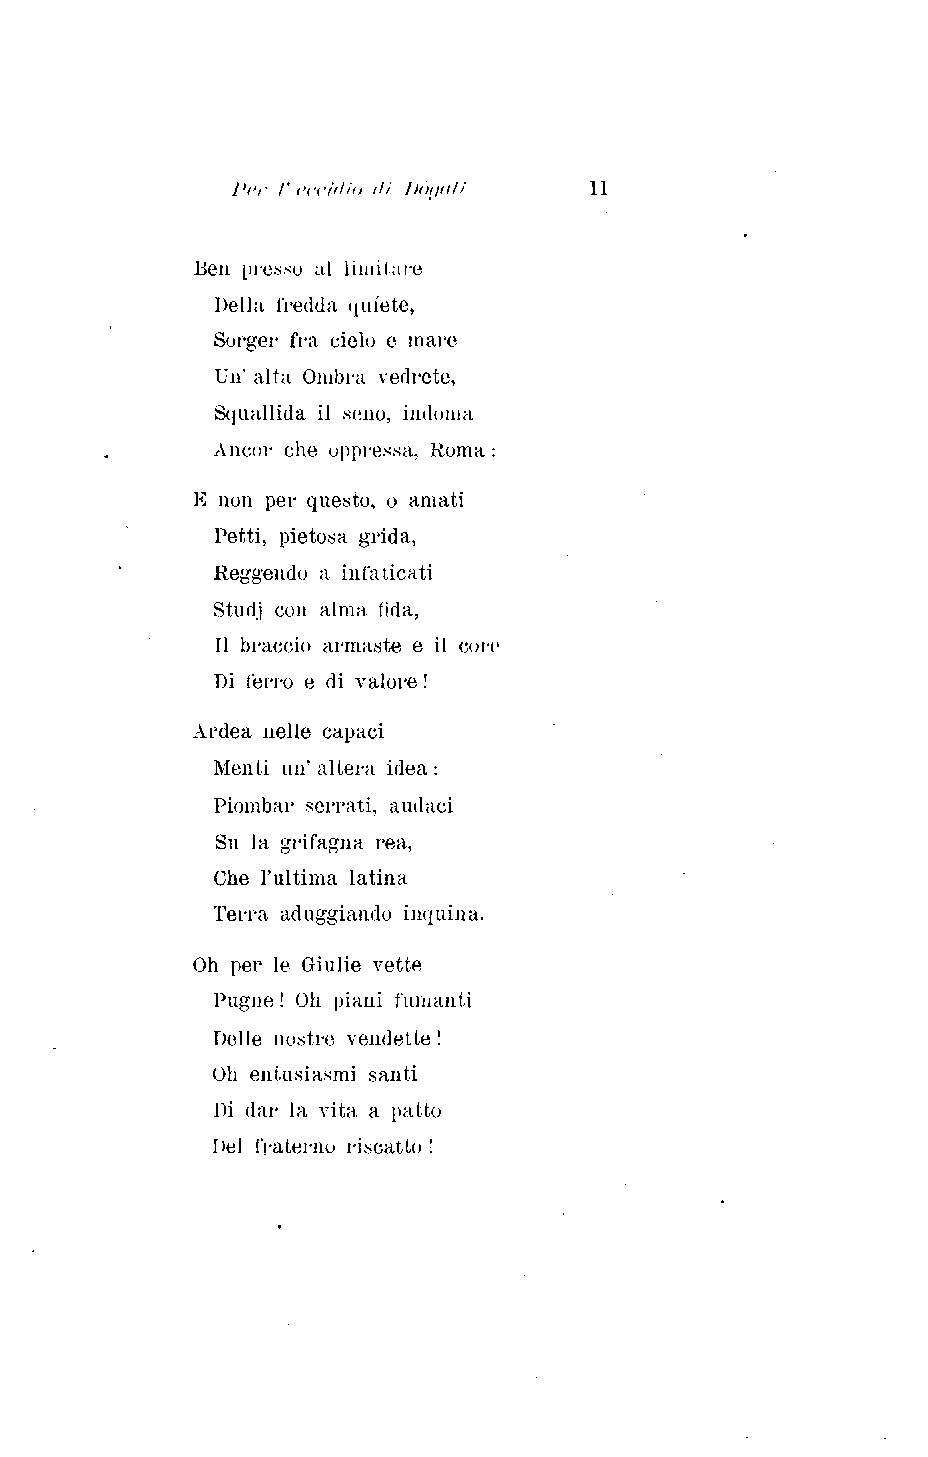 Per l' eccidio di Dogali 11
Ben presso al limitare
Della fredda quïete,
Sorger fra cielo e mare
Un' alta Ombra vedrete,
Squallida il seno, indoma
Ancor che oppressa, Roma:
E non per questo, o amati
Petti, pietosa grida,
Reggendo a infaticati
Studj con alma fida,
Il braccio armaste e il core
Di ferro e di valore!
Ardea nelle capaci
Menti un' altera idea:
Piombar serrati, audaci
Su la grifagna rea,
Che l'ultima latina
Terra aduggiando inquina.
Oh per le Giulie vette
Pugne! Oh piani fumanti
Delle nostre vendette!
Oh entusiasmi santi
Di dar la vita a patto
Del fraterno riscatto!